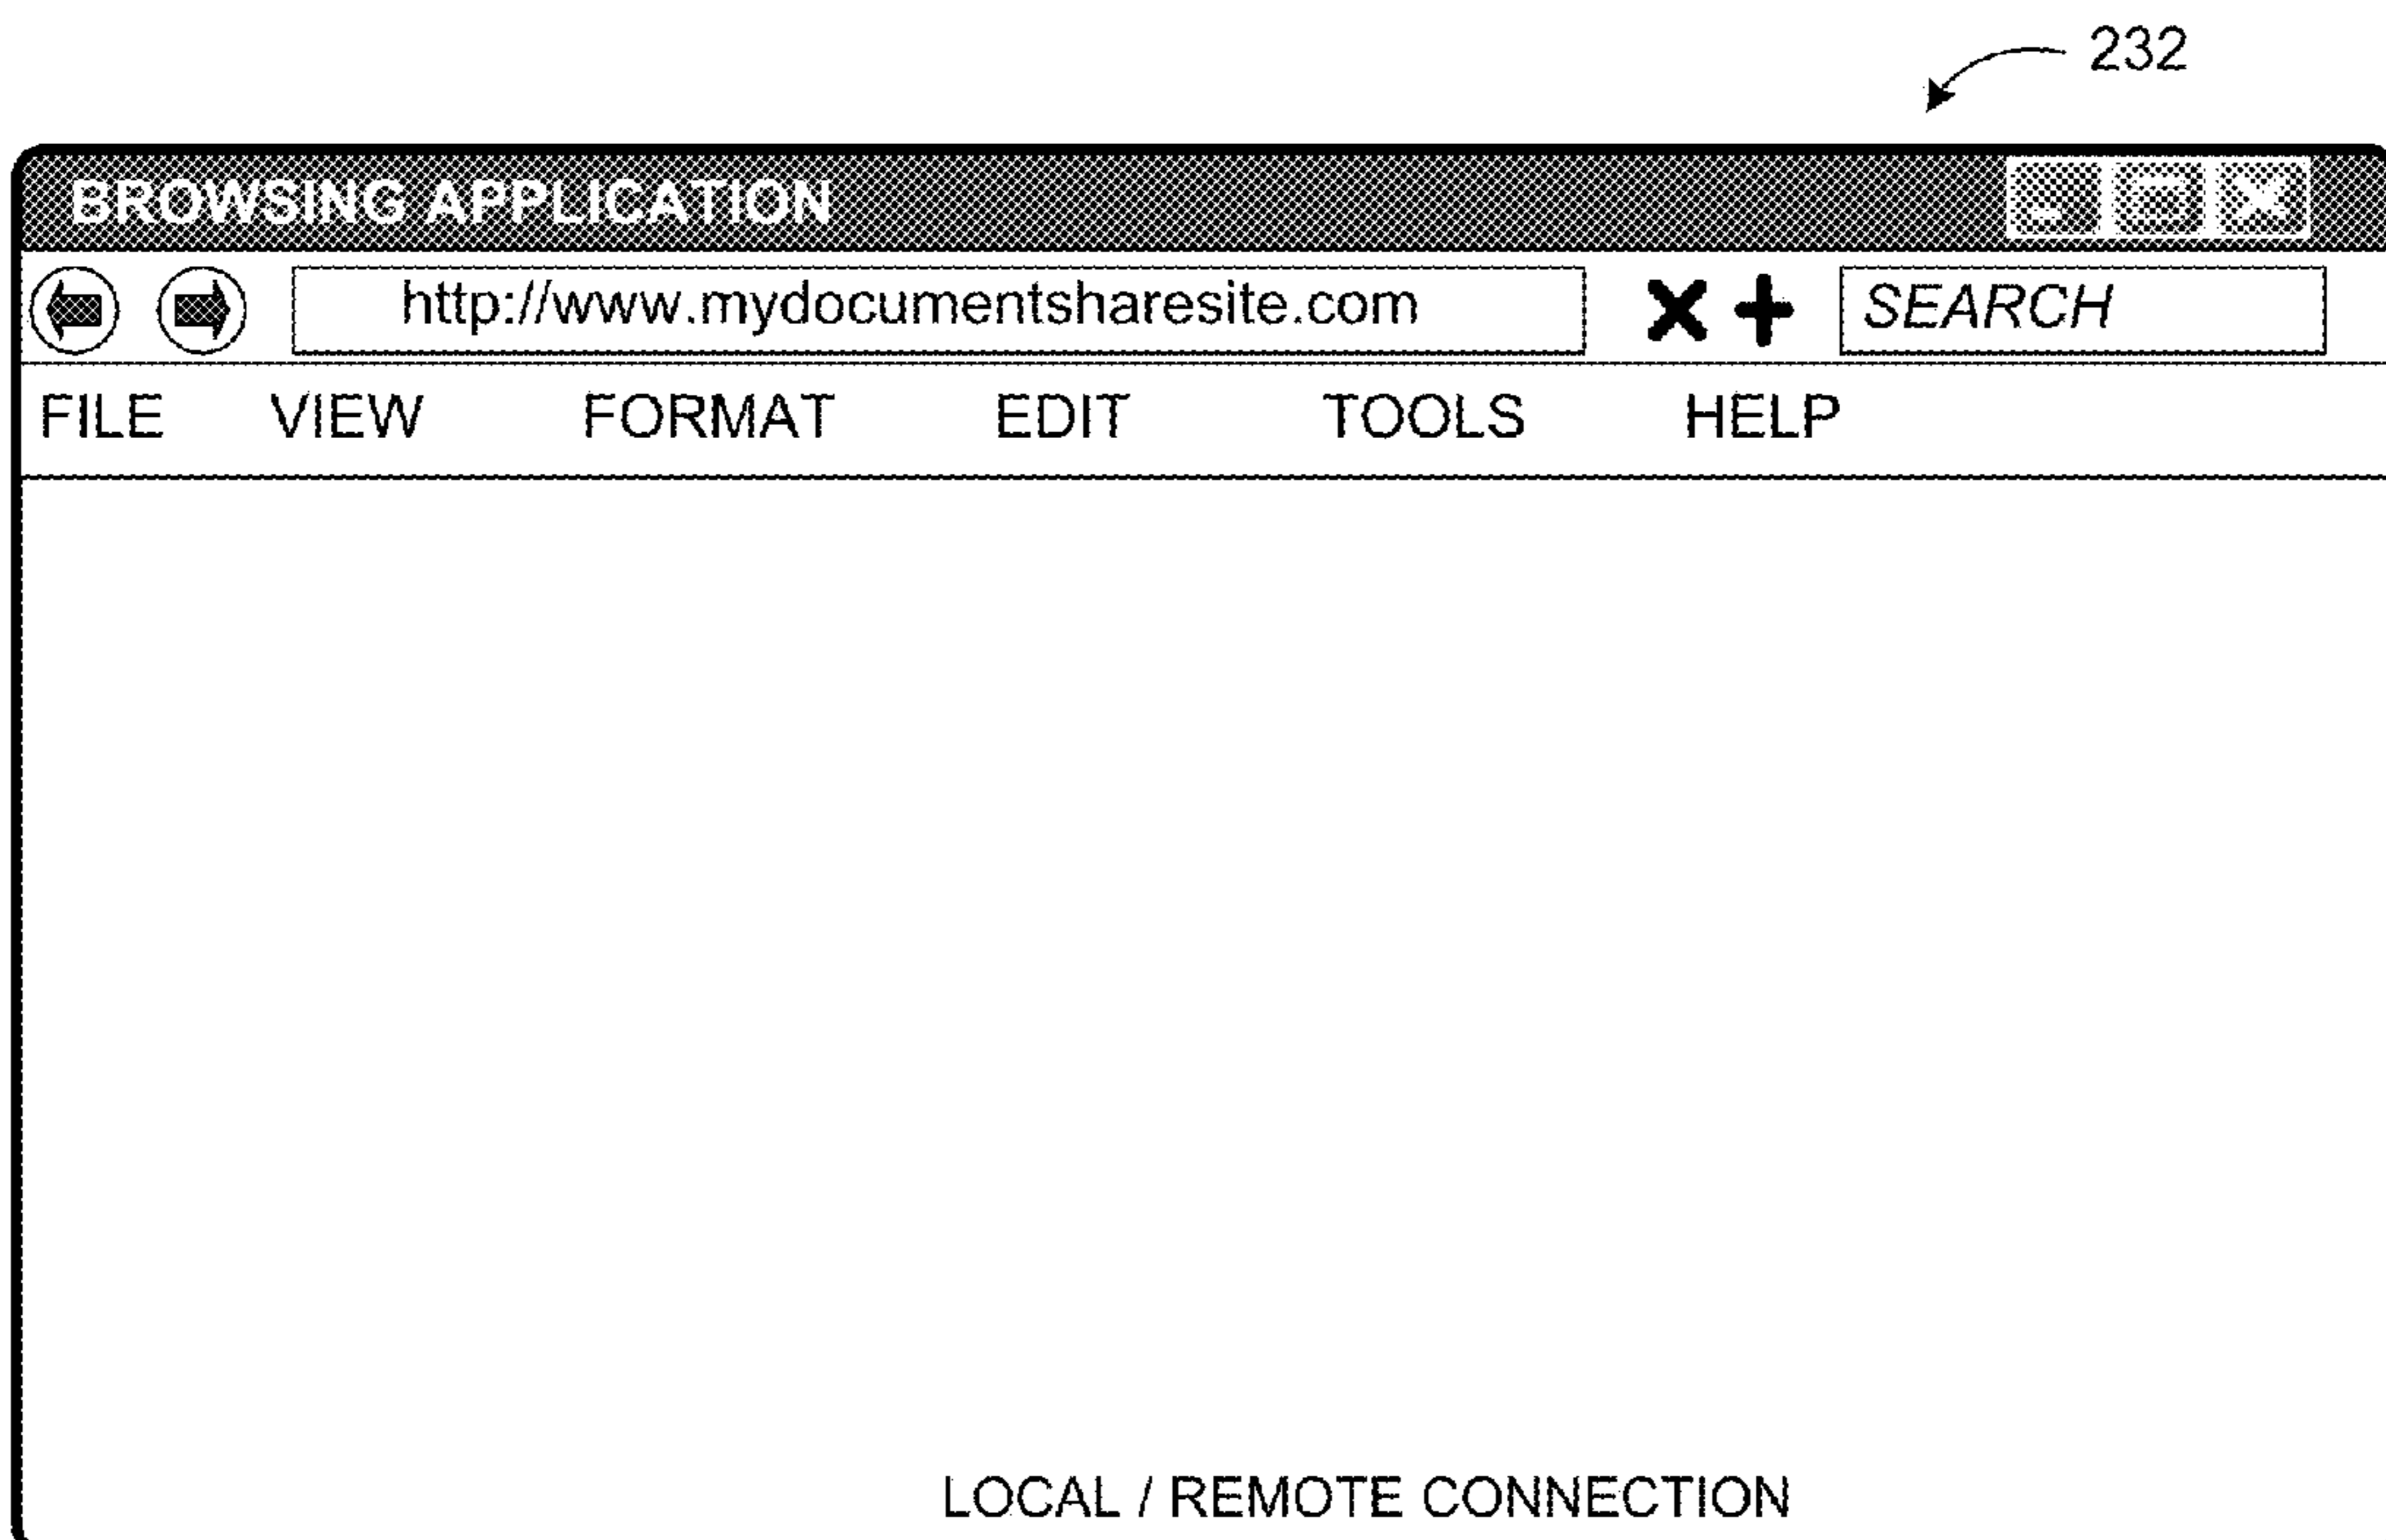 232
BROWSING APPLICATION
http://www.mydocumentsharesite.com SEARCH
FILE VIEW FORMAT EDIT TOOLS HELP
LOCAL / REMOTE CONNECTION